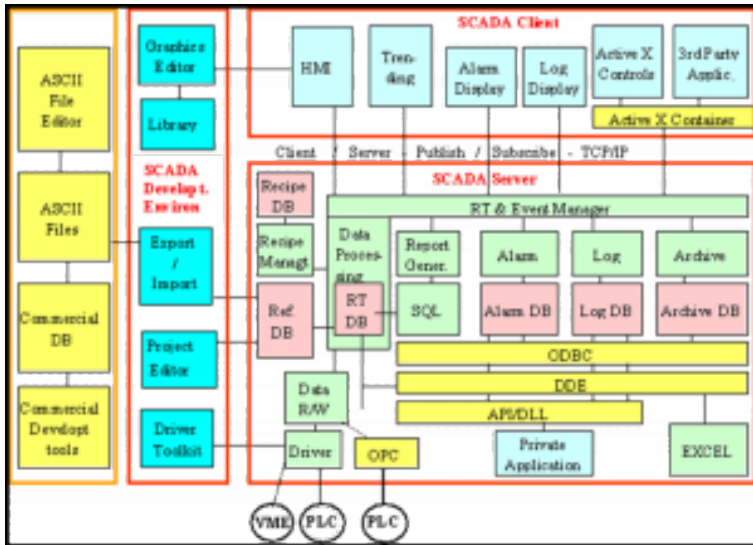 SCADA Client
ASCII
File
Editor
ASCII
Files
Commercial
DB
Commercial
Developt
tools
Graphics
Editor
Library
SCADA
Develop t.
Environ
Export
/
Import
Project
Editor
Driver
Toolkit
HMI
Tren-
ding
Alarm
Display
Log
Display
Active X
Controls
3rd Party
Applic.
Active X Container
Client / Server - Publish / Subscribe - TCP/IP
SCADA Server
Recipe
DB
Recipe
Managt
Ref.
DB
RT & Event Manager
Data
Proces-
sing
RT
DB
Report
Gener.
SQL
Alarm
Alarm DB
Log
Log DB
Archive
Archive DB
ODBC
DDE
API/DLL
Data
R/W
Driver
OPC
Private
Application
EXCEL
VME
PLC
PLC